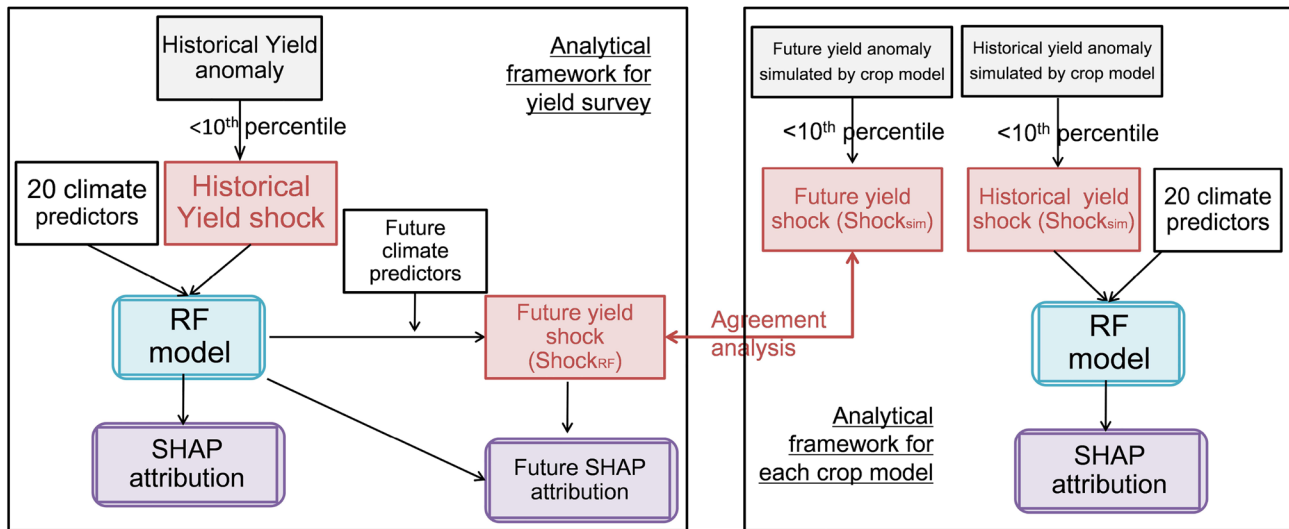 Historical Yield
anomaly
Analytical
framework for
yield survey
<10th percentile
20 climate
predictors
Historical
Yield shock
Future
climate
predictors
RF
model
Future yield
shock
(ShockRF)
SHAP
attribution
Future SHAP
attribution
Agreement
analysis
Future yield anomaly
simulated by crop model
Historical yield anomaly
simulated by crop model
<10th percentile
<10th percentile
Future yield
shock (Shocksim)
Historical yield
shock (Shocksim)
20 climate
predictors
RF
model
Analytical
framework for
each crop model
SHAP
attribution